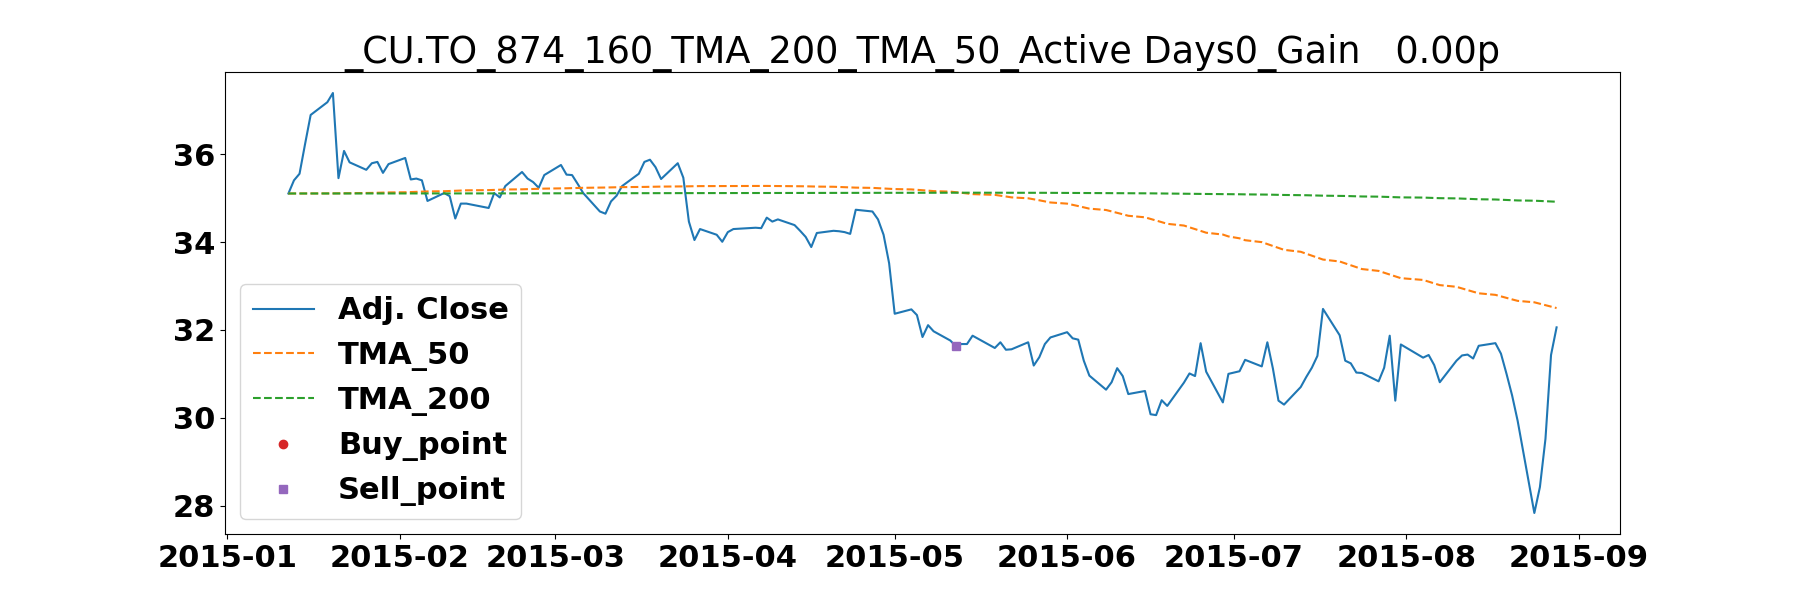 _CU.TO_874_160_TMA_200_TMA_50_Active Days0_Gain   0.00p
36
34
32
30
28
Adj. Close
TMA_50
TMA_200
Buy_point
Sell_point
2015-01 2015-02 2015-03 2015-04 2015-05 2015-06 2015-07 2015-08 2015-09